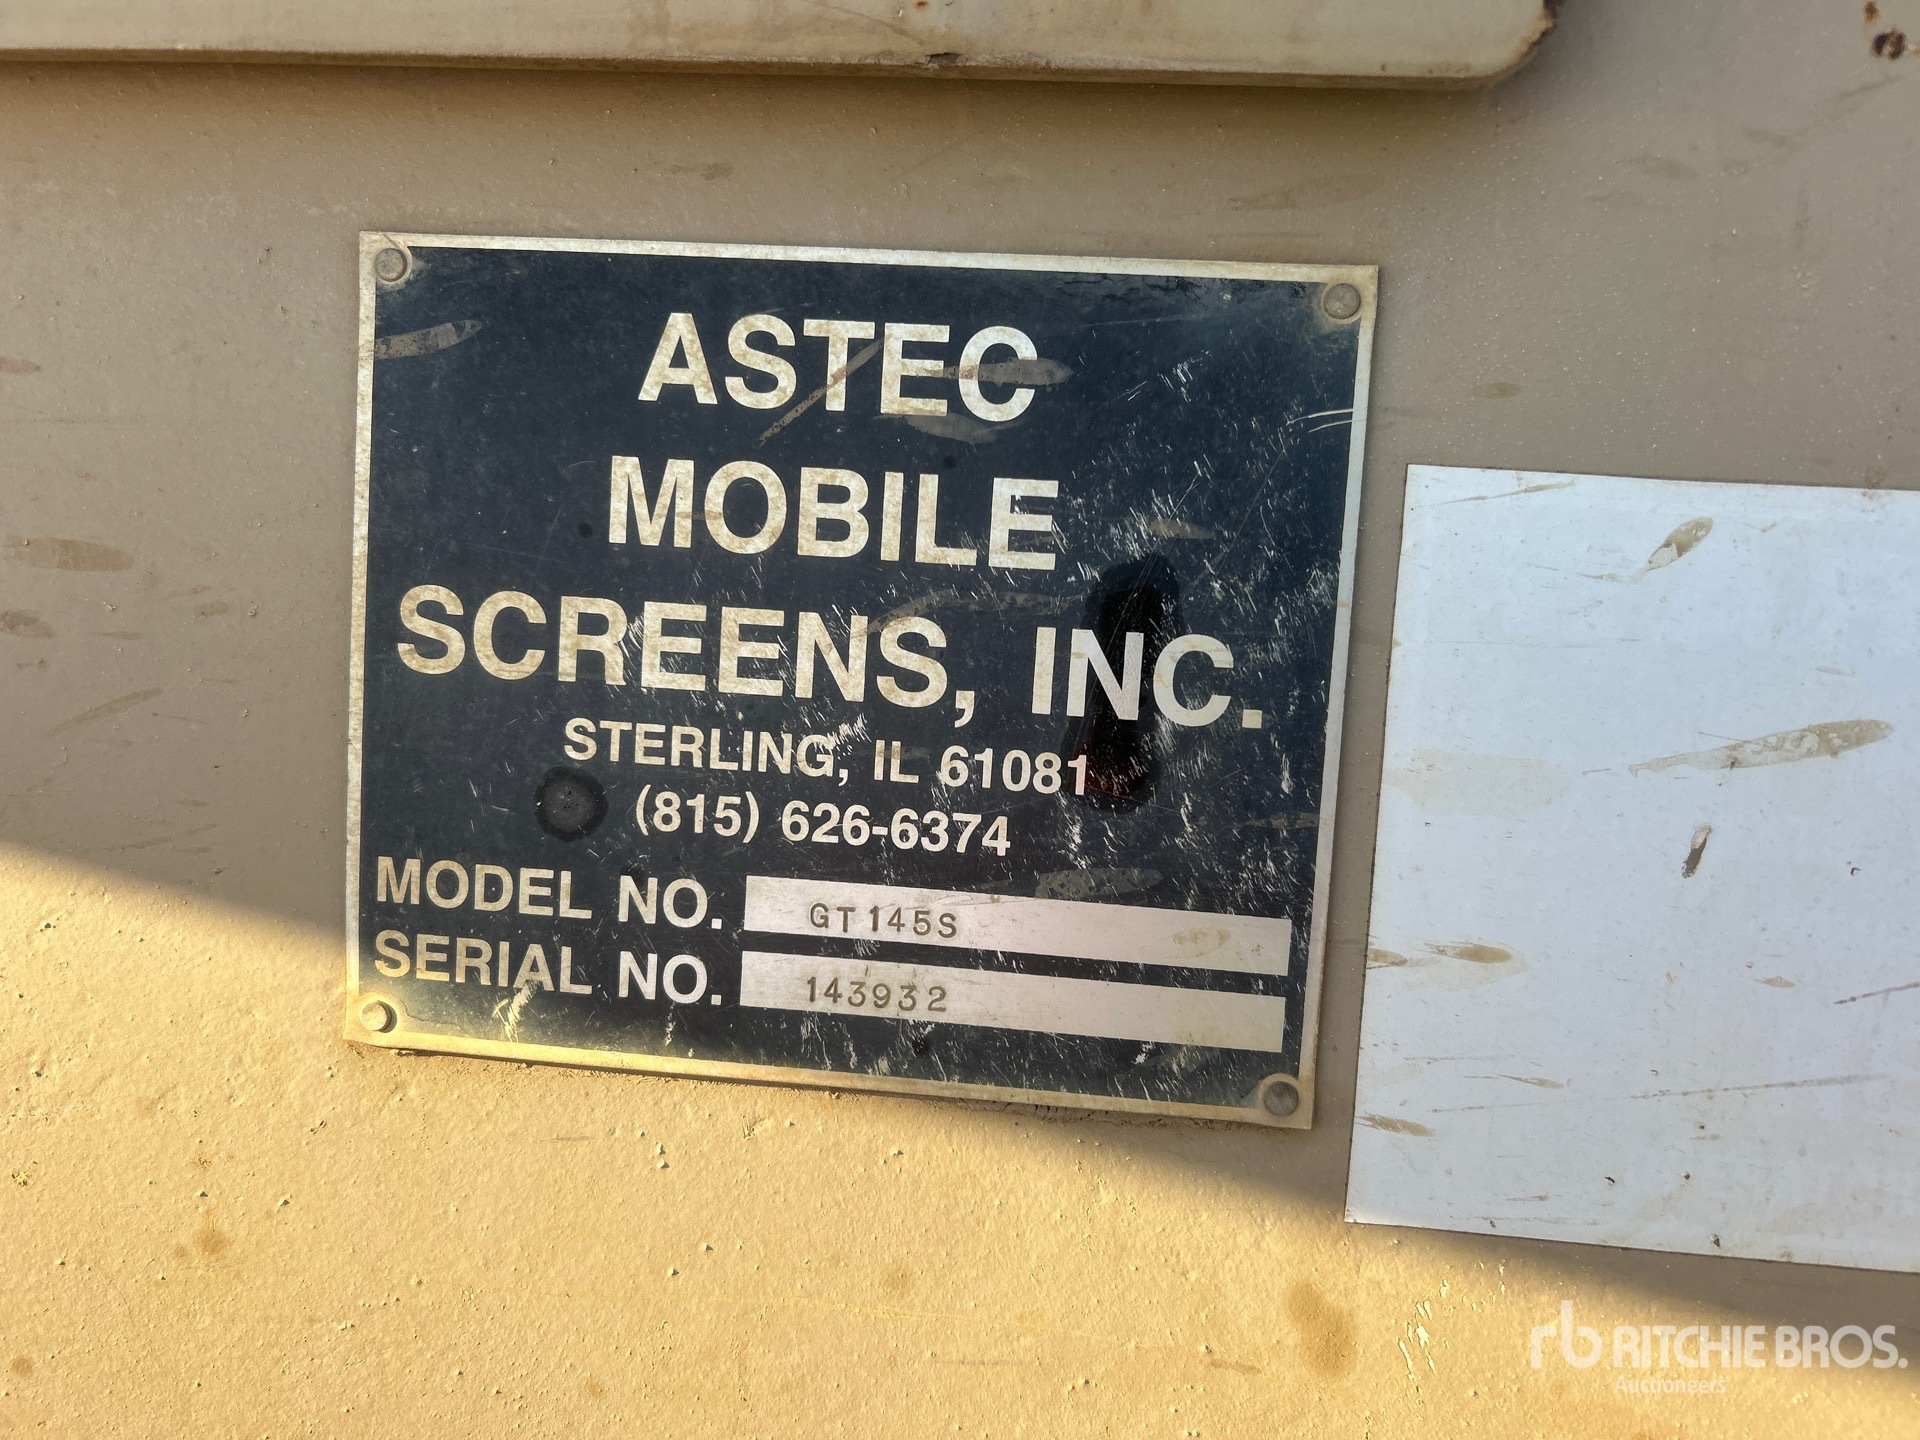 ASTEC
MOBILE
SCREENS, INC.
STERLING, IL 61081
(815) 626-6374
MODEL NO. GT145S
SERIAL NO. 143932
rb RITCHIE BROS.
Auctioneers